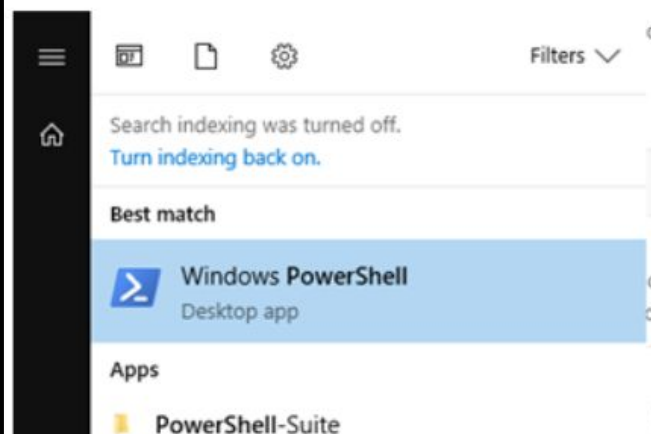 Filters
Search indexing was turned off.
Turn indexing back on.
Best match
Windows PowerShell
Desktop app
Apps
PowerShell-Suite